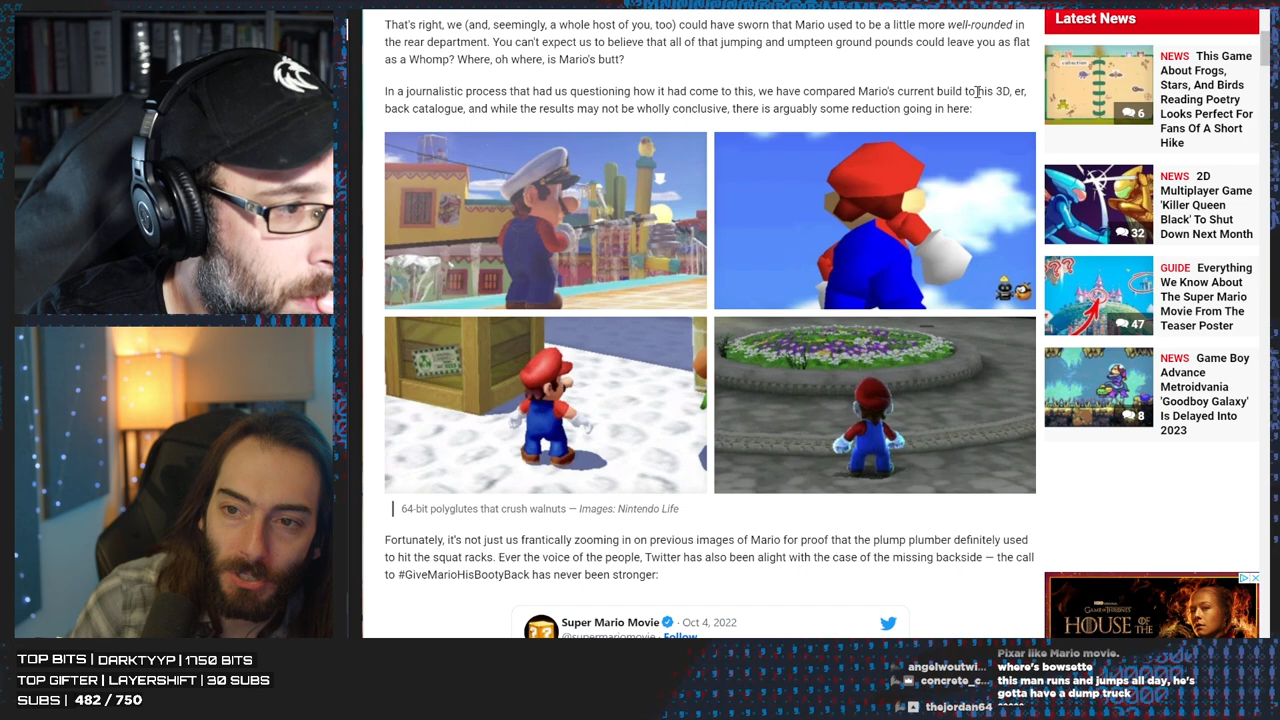 That's right, we (and, seemingly, a whole host of you, too) could have sworn that Mario used to be a little more well-rounded in
the rear department. You can't expect us to believe that all of that jumping and umpteen ground pounds could leave you as flat
as a Whomp? Where, oh where, is Mario's butt?
In a journalistic process that had us questioning how it had come to this, we have compared Mario's current build to his 3D, er,
back catalogue, and while the results may not be wholly conclusive, there is arguably some reduction going in here:
64-bit polyglutes that crush walnuts — Images: Nintendo Life
Fortunately, it's not just us frantically zooming in on previous images of Mario for proof that the plump plumber definitely used
to hit the squat racks. Ever the voice of the people, Twitter has also been alight with the case of the missing backside — the call
to #GiveMarioHisBootyBack has never been stronger:
Super Mario Movie · Oct 4, 2022
@supermariomovie · Follow
Latest News
NEWS This Game
About Frogs,
Stars, And Birds
Reading Poetry
Looks Perfect For
Fans Of A Short
Hike
6
NEWS 2D
Multiplayer Game
'Killer Queen
Black' To Shut
Down Next Month
32
GUIDE Everything
We Know About
The Super Mario
Movie From The
Teaser Poster
47
NEWS Game Boy
Advance
Metroidvania
'Goodboy Galaxy'
Is Delayed Into
2023
8
GAME OF THRONES
HOUSE OF
THE
TOP BITS | DARKTYYP | 1750 BITS
TOP GIFTER | LAYERSHIFT | 30 SUBS
SUBS | 482 / 750
Pixar like Mario movie.
angelwoutwi... where's bowsette
concrete_c... this man runs and jumps all day, he's
gotta have a dump truck
thejordan64 ^^^^^